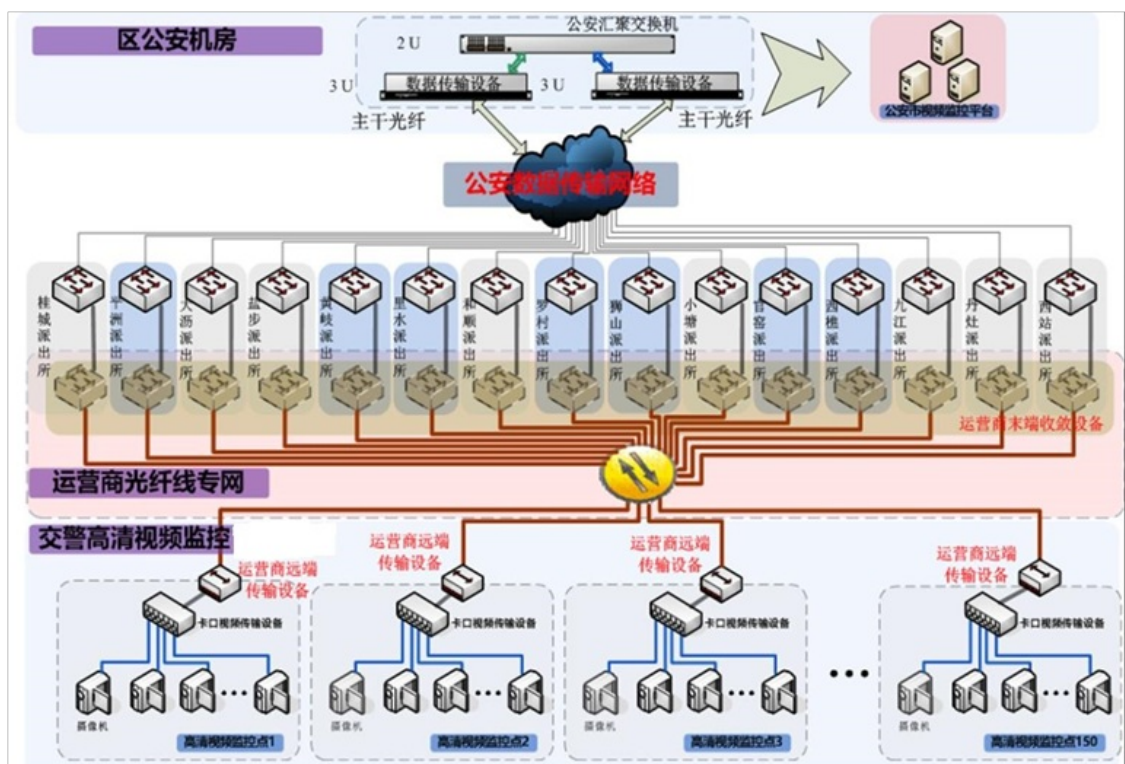 区公安机房
公安汇聚交换机
2U
3U
数据传输设备
3U
数据传输设备
公安市视频监控平台
主干光纤
主干光纤
公安数据传输网络
桂城派出所
平洲派出所
大沥派出所
盐步派出所
黄岐派出所
里水派出所
和顺派出所
罗村派出所
狮山派出所
小塘派出所
官窑派出所
西樵派出所
九江派出所
丹灶派出所
西站派出所
运营商末端收敛设备
运营商光纤线专网
交警高清视频监控
运营商远端
传输设备
运营商远端
传输设备
运营商远端
传输设备
运营商远端
传输设备
卡口视频传输设备
卡口视频传输设备
卡口视频传输设备
卡口视频传输设备
摄像机
摄像机
摄像机
摄像机
高清视频监控点1
高清视频监控点2
高清视频监控点3
高清视频监控点150